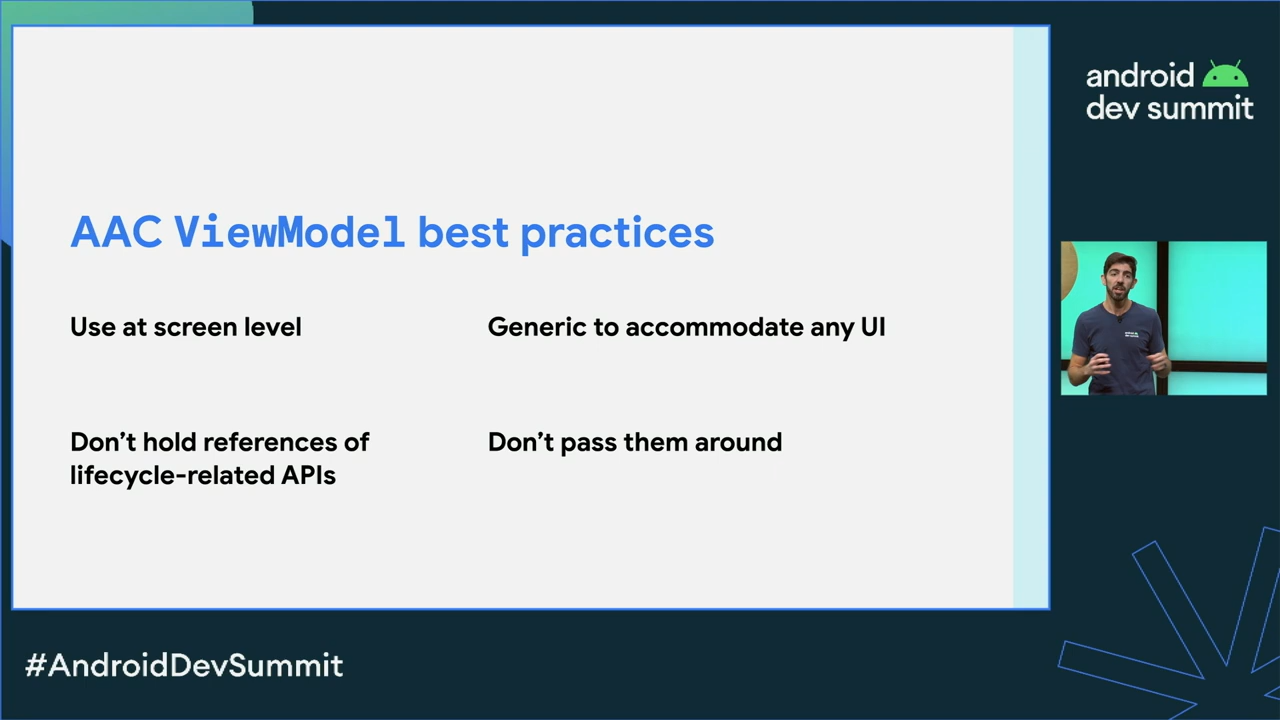 AAC ViewModel best practices
Use at screen level
Generic to accommodate any UI
Don’t hold references of
lifecycle-related APIs
Don’t pass them around
android
dev summit
#AndroidDevSummit